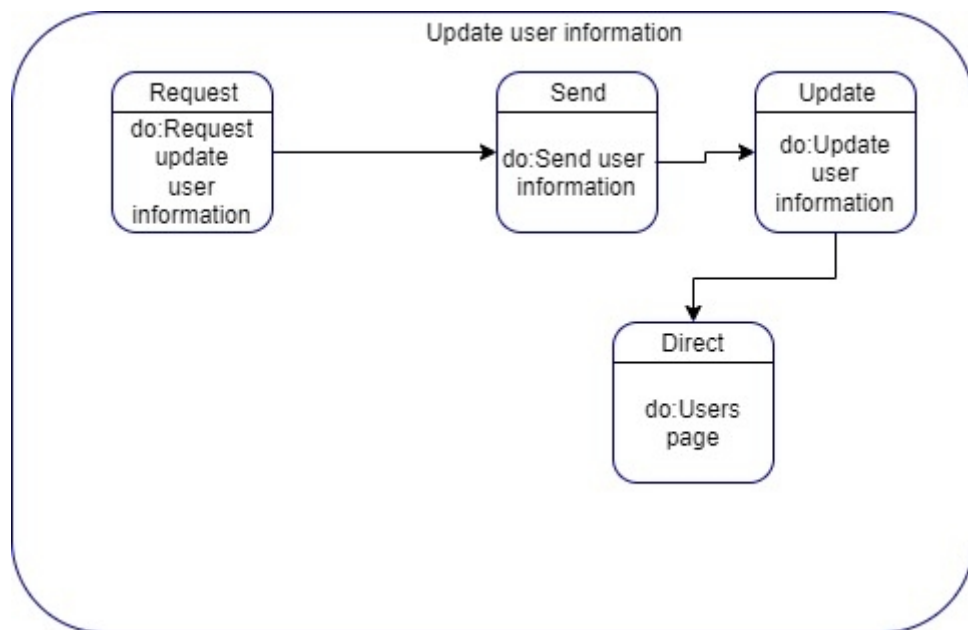 Update user information
Request
do:Request
update
user
information
Send
do:Send user
information
Update
do:Update
user
information
Direct
do:Users
page